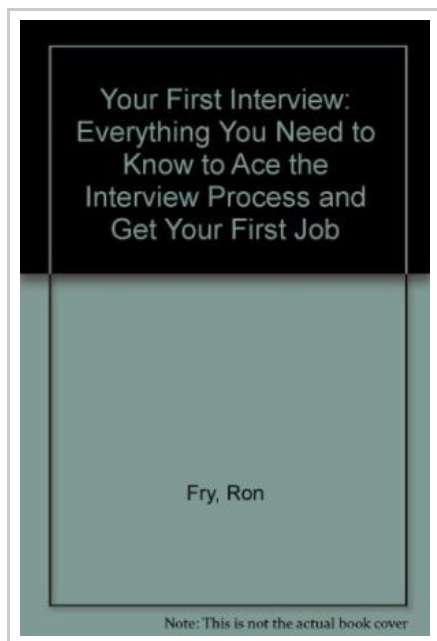 Your First Interview:
Everything You Need to
Know to Ace the
Interview Process and
Get Your First Job
Fry, Ron
Note: This is not the actual book cover